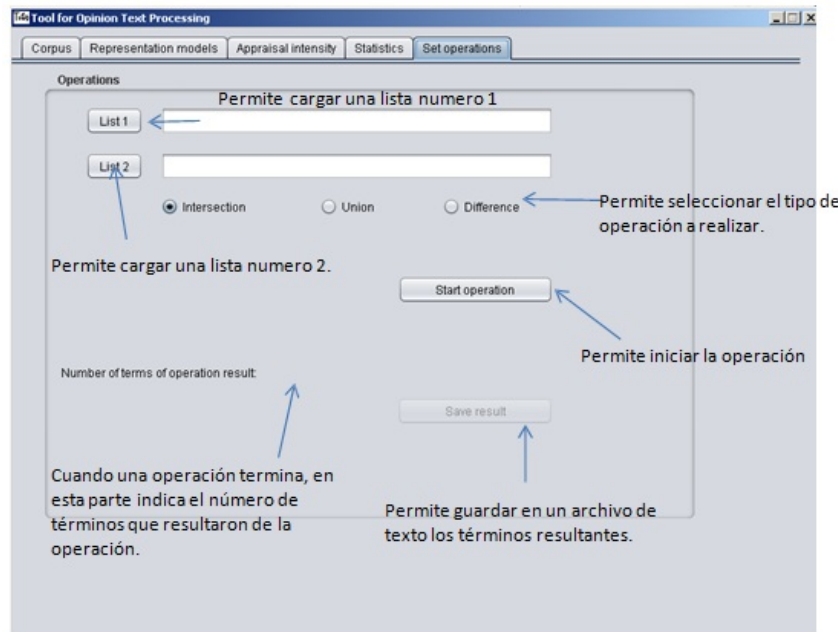 Tool for Opinion Text Processing
Corpus Representation models Appraisal intensity Statistics Set operations
Operations
Permite cargar una lista numero 1
List 1
List 2
Intersection Union Difference
Permite seleccionar el tipo de
operación a realizar.
Permite cargar una lista numero 2.
Start operation
Permite iniciar la operación
Number of terms of operation result:
Save result
Cuando una operación termina, en
esta parte indica el número de
términos que resultaron de la
operación.
Permite guardar en un archivo de
texto los términos resultantes.